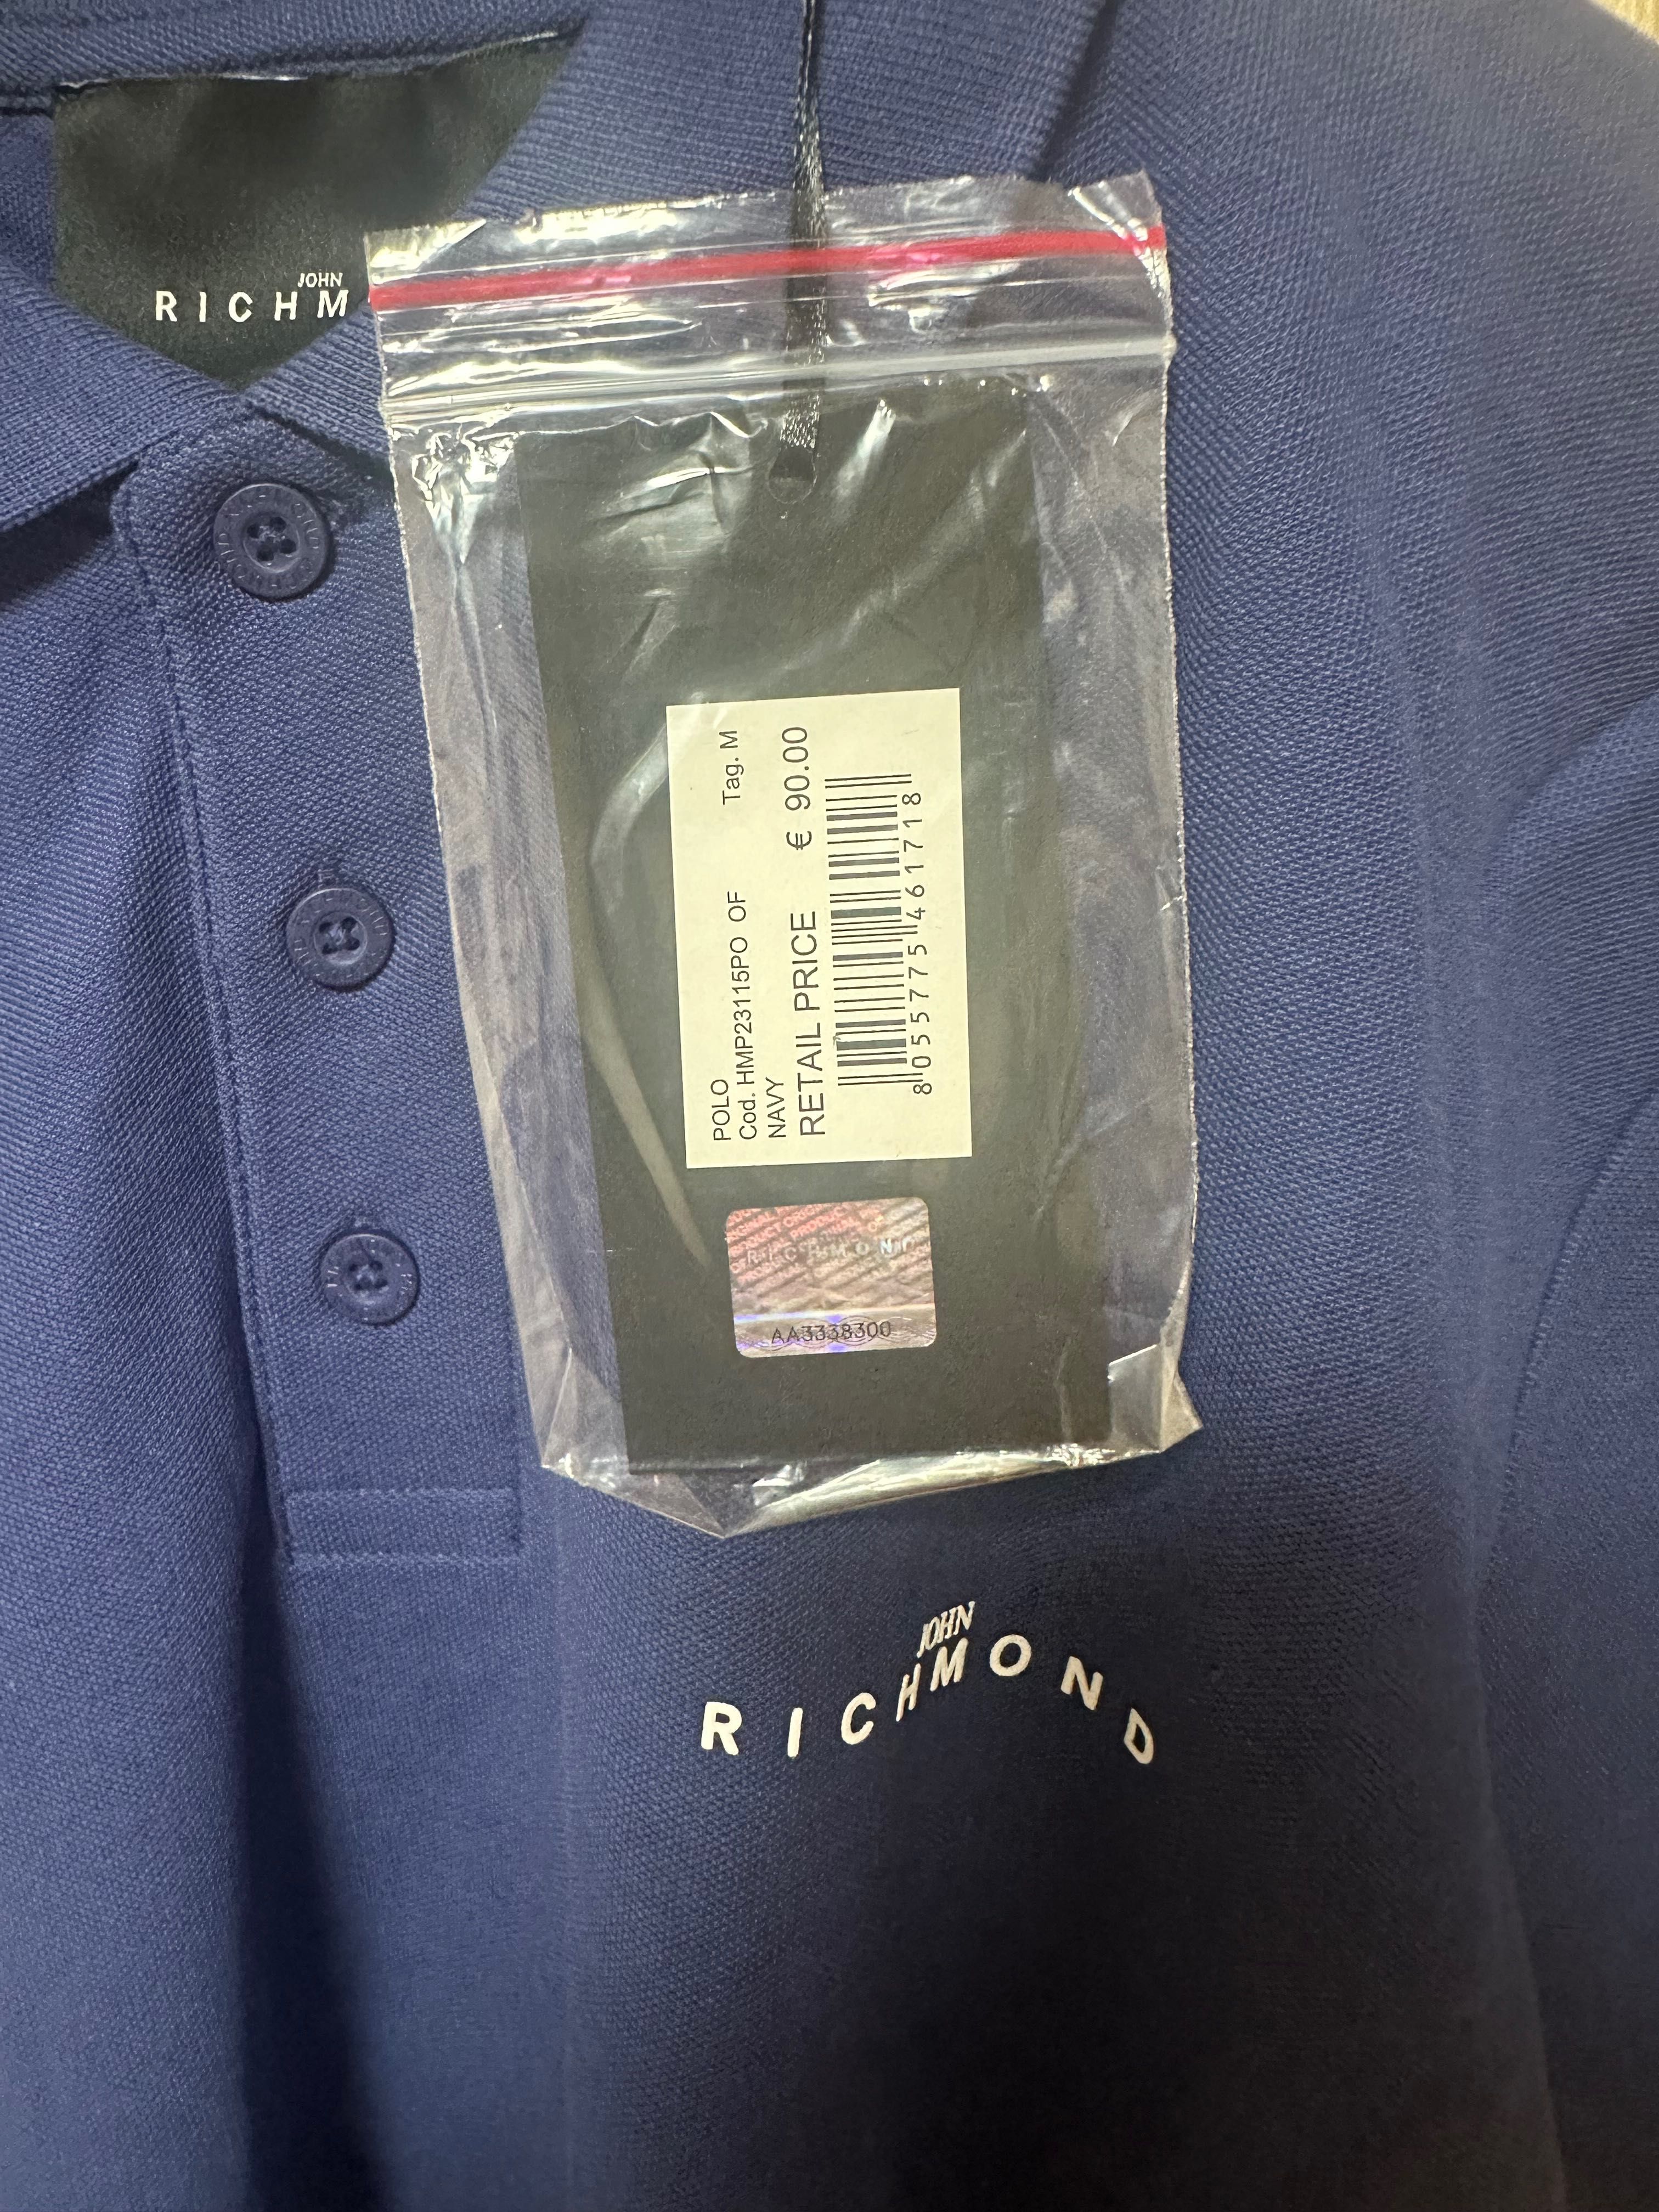 JOHN
RICHM
POLO
Cod. HMP23115PO OF Tag. M
NAVY
RETAIL PRICE € 90.00
8 055775 461718
RICHMOND
AA3338300
JOHN
RICHMOND